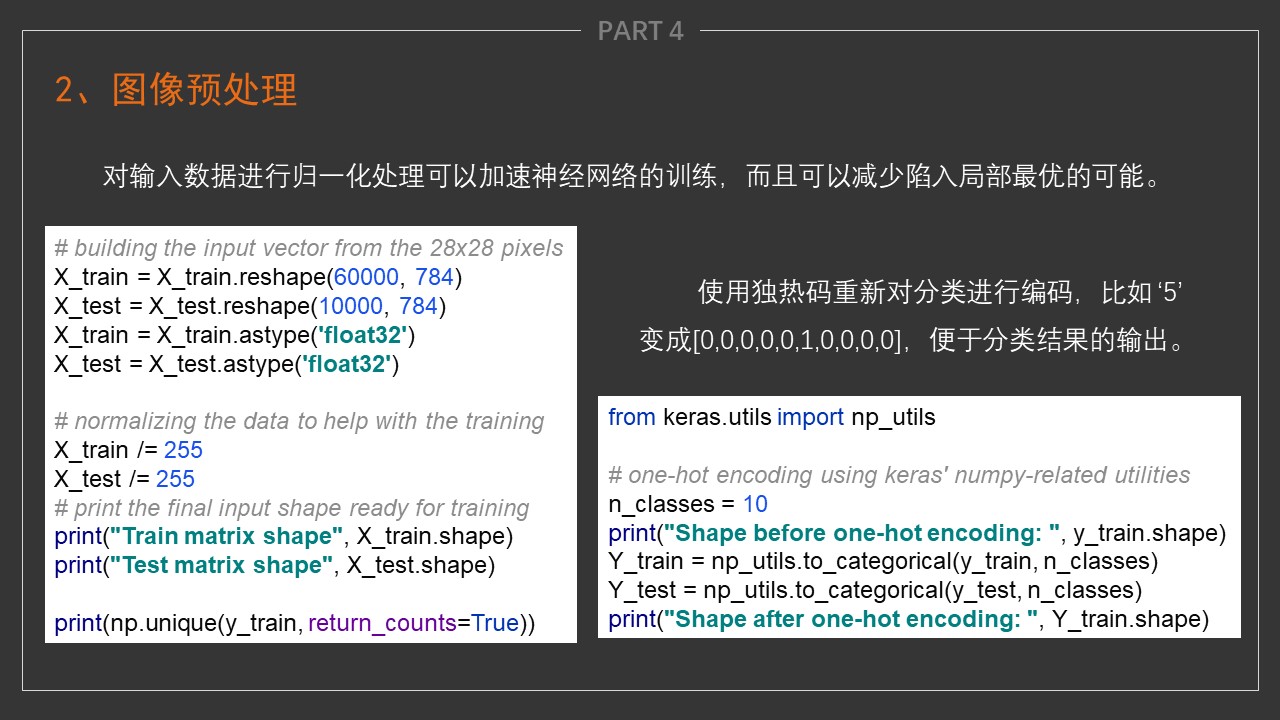 PART 4
2、图像预处理
对输入数据进行归一化处理可以加速神经网络的训练，而且可以减少陷入局部最优的可能。
# building the input vector from the 28x28 pixels
X_train = X_train.reshape(60000, 784)
X_test = X_test.reshape(10000, 784)
X_train = X_train.astype('float32')
X_test = X_test.astype('float32')
# normalizing the data to help with the training
X_train /= 255
X_test /= 255
# print the final input shape ready for training
print("Train matrix shape", X_train.shape)
print("Test matrix shape", X_test.shape)
print(np.unique(y_train, return_counts=True))
使用独热码重新对分类进行编码，比如 ‘5’
变成[0,0,0,0,0,1,0,0,0,0]，便于分类结果的输出。
from keras.utils import np_utils
# one-hot encoding using keras' numpy-related utilities
n_classes = 10
print("Shape before one-hot encoding: ", y_train.shape)
Y_train = np_utils.to_categorical(y_train, n_classes)
Y_test = np_utils.to_categorical(y_test, n_classes)
print("Shape after one-hot encoding: ", Y_train.shape)